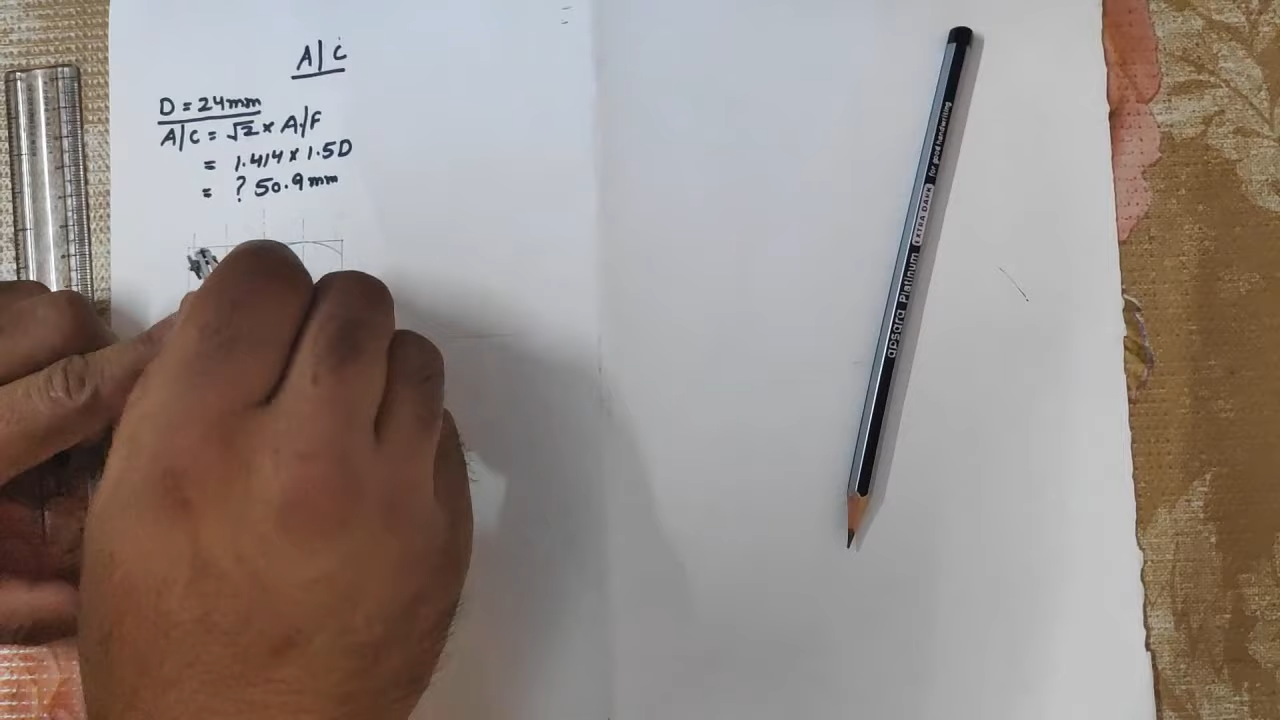 A/C
D = 24mm
A/C = √2 × A/F
= 1.414 × 1.5D
= ? 50.9mm
apsara Platinum EXTRA DARK for good handwriting